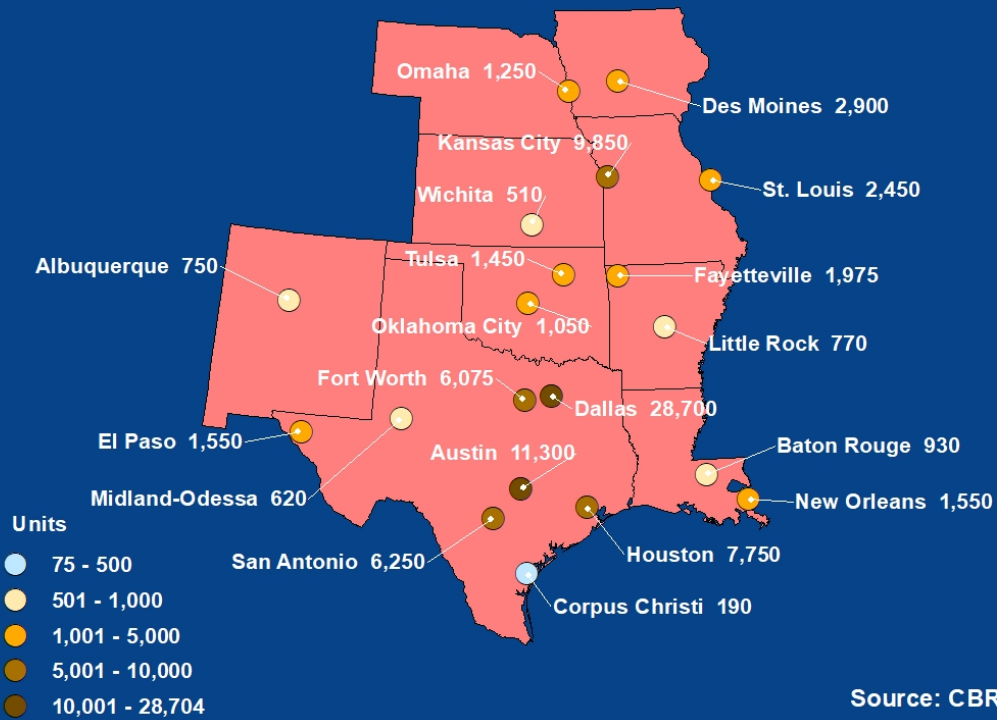 Omaha 1,250
Des Moines 2,900
Kansas City 9,850
St. Louis 2,450
Wichita 510
Albuquerque 750
Tulsa 1,450
Fayetteville 1,975
Oklahoma City 1,050
Little Rock 770
Fort Worth 6,075
Dallas 28,700
El Paso 1,550
Austin 11,300
Baton Rouge 930
Midland-Odessa 620
New Orleans 1,550
San Antonio 6,250
Houston 7,750
Corpus Christi 190
Units
75 - 500
501 - 1,000
1,001 - 5,000
5,001 - 10,000
10,001 - 28,704
Source: CBR